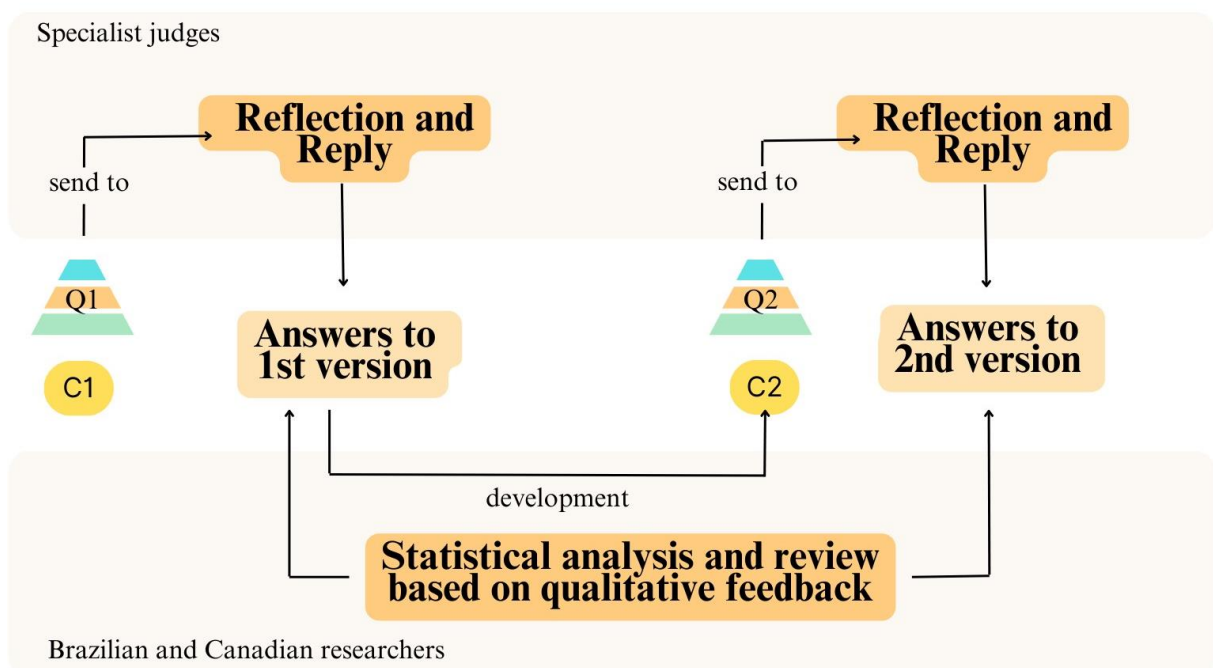 Specialist judges
Reflection and
Reply
Reflection and
Reply
send to
send to
Q1
Q2
Answers to
1st version
Answers to
2nd version
C1
C2
development
Statistical analysis and review
based on qualitative feedback
Brazilian and Canadian researchers